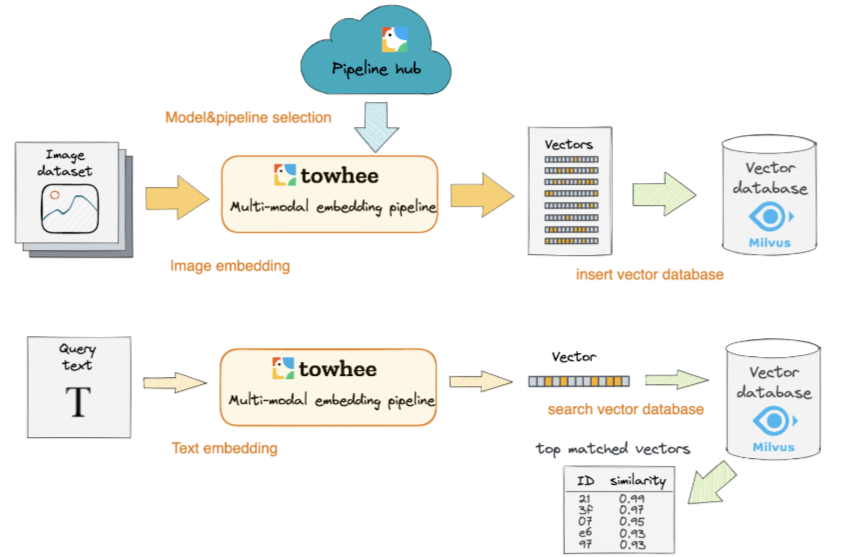 Pipeline hub
Model&pipeline selection
Image
dataset
towhee
Multi-modal embedding pipeline
Vectors
Vector
database
Milvus
Image embedding
insert vector database
Query
text
T
towhee
Multi-modal embedding pipeline
Vector
Vector
database
Milvus
search vector database
Text embedding
top matched vectors
ID similarity
21 0.99
3f 0.97
07 0.95
e6 0.93
97 0.93